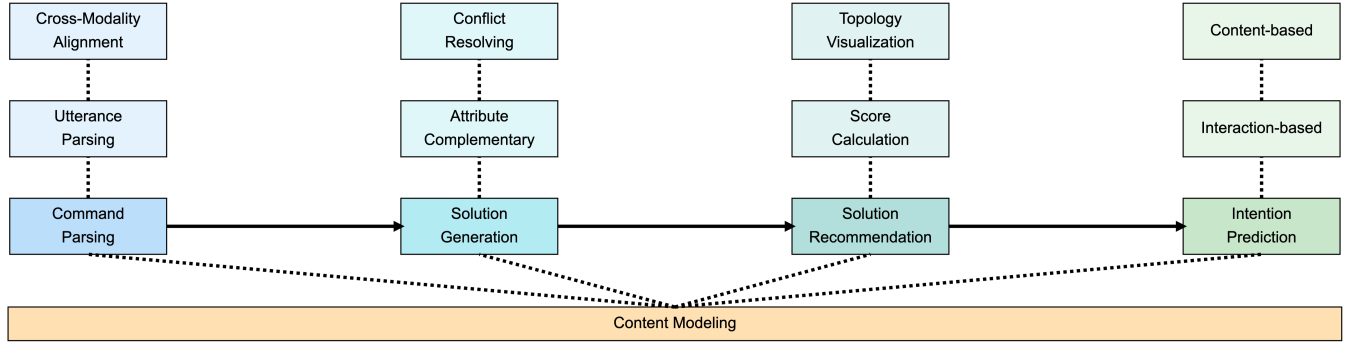 Cross-Modality
Alignment
Conflict
Resolving
Topology
Visualization
Content-based
Utterance
Parsing
Attribute
Complementary
Score
Calculation
Interaction-based
Command
Parsing
Solution
Generation
Solution
Recommendation
Intention
Prediction
Content Modeling